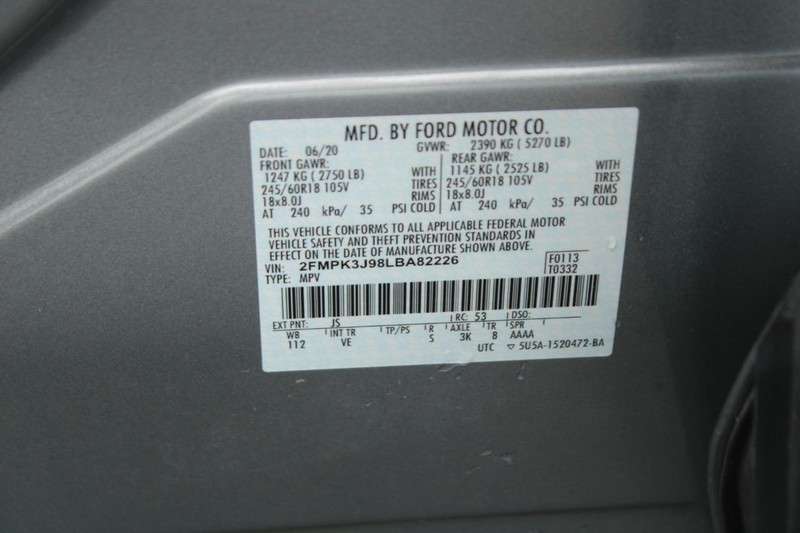 MFD. BY FORD MOTOR CO.
DATE: 06/20 GVWR: 2390 KG ( 5270 LB)
FRONT GAWR: REAR GAWR:
1247 KG ( 2750 LB) WITH 1145 KG ( 2525 LB) WITH
245/60R18 105V TIRES 245/60R18 105V TIRES
18x8.0J RIMS 18x8.0J RIMS
AT 240 kPa/ 35 PSI COLD AT 240 kPa/ 35 PSI COLD
THIS VEHICLE CONFORMS TO ALL APPLICABLE FEDERAL MOTOR
VEHICLE SAFETY AND THEFT PREVENTION STANDARDS IN
EFFECT ON THE DATE OF MANUFACTURE SHOWN ABOVE.
VIN: 2FMPK3J98LBA82226 F0113
TYPE: MPV T0332
EXT PNT: JS RC: 53 DSO:
WB INT TR TP/PS R AXLE TR SPR
112 VE S 3K 8 AAAA
UTC ▽ 5U5A-1520472-BA